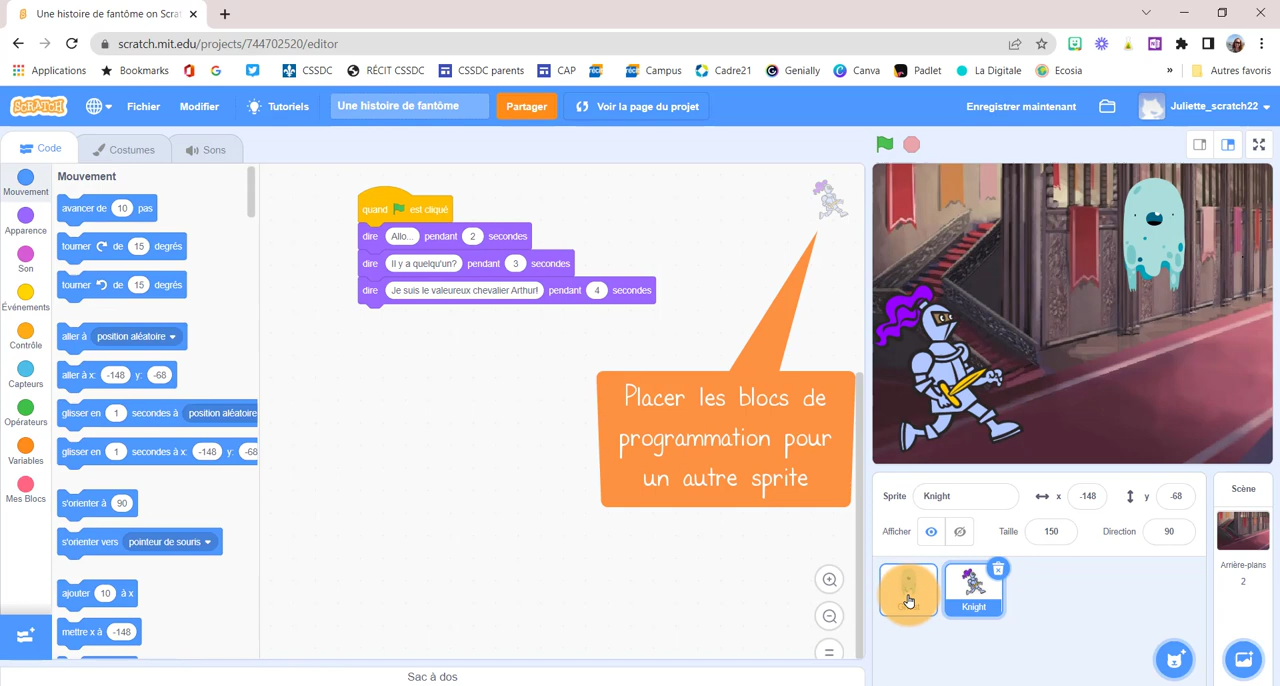 Une histoire de fantôme on Scra
scratch.mit.edu/projects/744702520/editor
Applications Bookmarks CSSDC RÉCIT CSSDC CSSDC parents CAP Campus Cadre21 Genially Canva Padlet La Digitale Ecosia » Autres favoris
SCRATCH Fichier Modifier Tutoriels Une histoire de fantôme Partager Voir la page du projet Enregistrer maintenant Juliette_scratch22
Code Costumes Sons
Mouvement
Apparence
Son
Événements
Contrôle
Capteurs
Opérateurs
Variables
Mes Blocs
Mouvement
avancer de 10 pas
tourner de 15 degrés
tourner de 15 degrés
aller à position aléatoire
aller à x: -148 y: -68
glisser en 1 secondes à position aléatoire
glisser en 1 secondes à x: -148 y: -68
s'orienter à 90
s'orienter vers pointeur de souris
ajouter 10 à x
mettre x à -148
quand est cliqué
dire Allo... pendant 2 secondes
dire Il y a quelqu'un? pendant 3 secondes
dire Je suis le valeureux chevalier Arthur! pendant 4 secondes
Placer les blocs de
programmation pour
un autre sprite
Sac à dos
Sprite Knight x -148 y -68
Afficher Taille 150 Direction 90
Knight
Scène
Arrière-plans
2